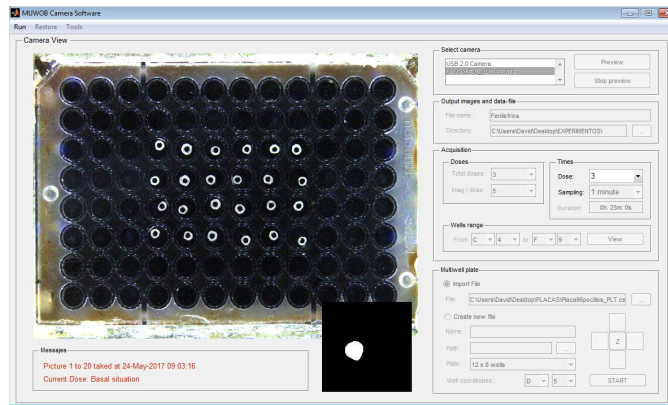 MUWOB Camera Software
Run Restore Tools
Camera View
Select camera
USB 2.0 Camera
Preview
Stop preview
Output images and data-file
File name: Fenilefrina
Directory: C:\Users\David\Desktop\EXPERIMENTOS\ ...
Acquisition
Doses
Total doses: 3
Imag / dose: 5
Times
Dose: 3
Sampling: 1 minute
Duration: 0h: 25m: 0s
Wells range
From C 4 to F 9 View
Multiwell plate
Import File
File: C:\Users\David\Desktop\PLACAS\Placa96pocillos_PLT.cs ...
Create new file
Name:
Path: ...
Plate: 12 x 8 wells
Well coordinates: D 5
Z
START
Messajes
Picture 1 to 20 taked at 24-May-2017 09:03:16
Current Dose: Basal situation